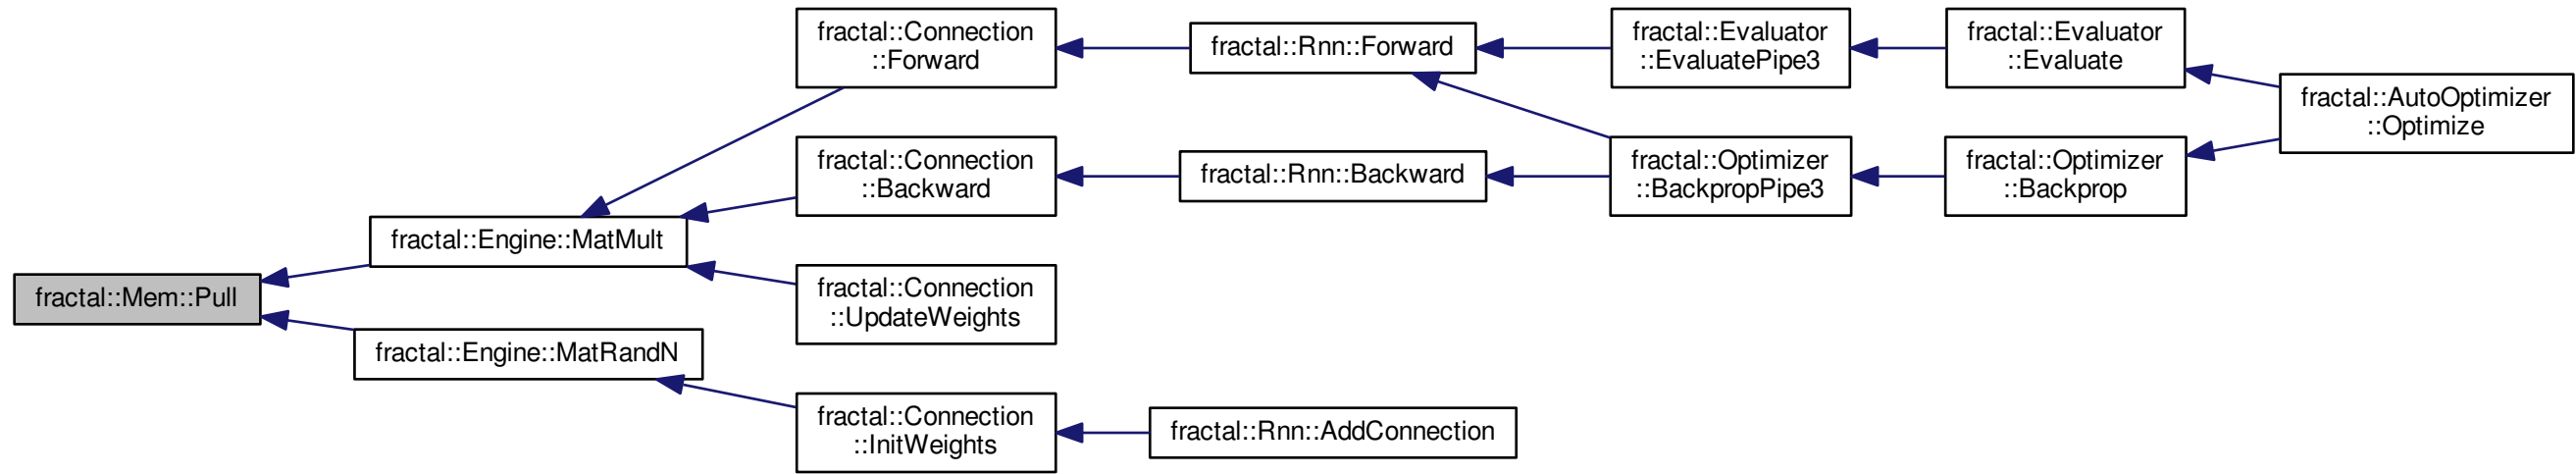 fractal::Mem::Pull
fractal::Engine::MatMult
fractal::Engine::MatRandN
fractal::Connection
::Forward
fractal::Connection
::Backward
fractal::Connection
::UpdateWeights
fractal::Connection
::InitWeights
fractal::Rnn::Forward
fractal::Rnn::Backward
fractal::Rnn::AddConnection
fractal::Evaluator
::EvaluatePipe3
fractal::Optimizer
::BackpropPipe3
fractal::Evaluator
::Evaluate
fractal::Optimizer
::Backprop
fractal::AutoOptimizer
::Optimize